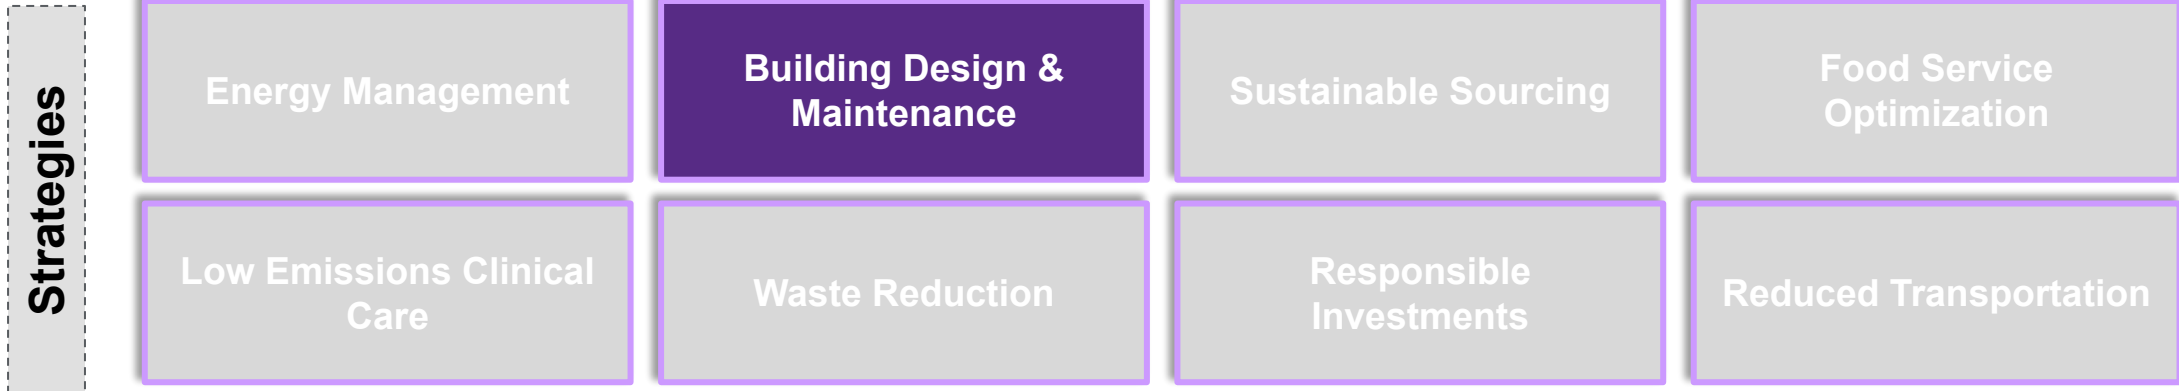 Strategies
Energy Management
Building Design &
Maintenance
Sustainable Sourcing
Food Service
Optimization
Low Emissions Clinical
Care
Waste Reduction
Responsible
Investments
Reduced Transportation